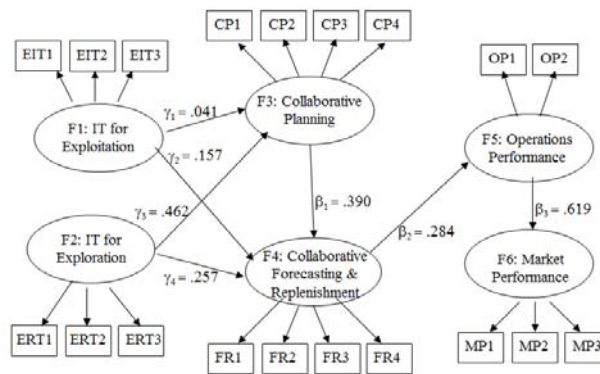 CP1
CP2
CP3
CP4
EIT1
EIT2
EIT3
OP1
OP2
F1: IT for
Exploitation
γ₁ = .041
F3: Collaborative
Planning
γ₂ = .157
F5: Operations
Performance
γ₃ = .462
β₁ = .390
β₂ = .284
β₃ = .619
F2: IT for
Exploration
γ₄ = .257
F4: Collaborative
Forecasting &
Replenishment
F6: Market
Performance
ERT1
ERT2
ERT3
FR1
FR2
FR3
FR4
MP1
MP2
MP3